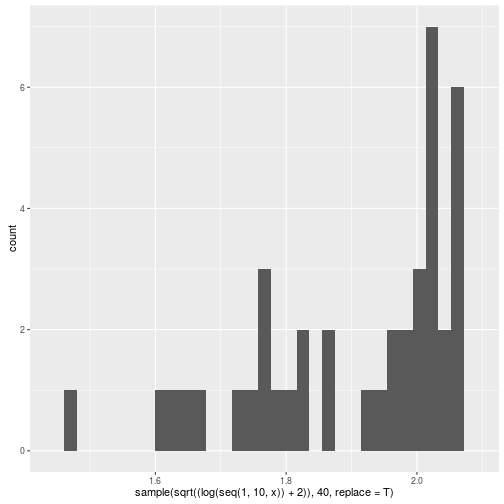 6
4
2
0
count
1.6 1.8 2.0
sample(sqrt((log(seq(1, 10, x)) + 2)), 40, replace = T)